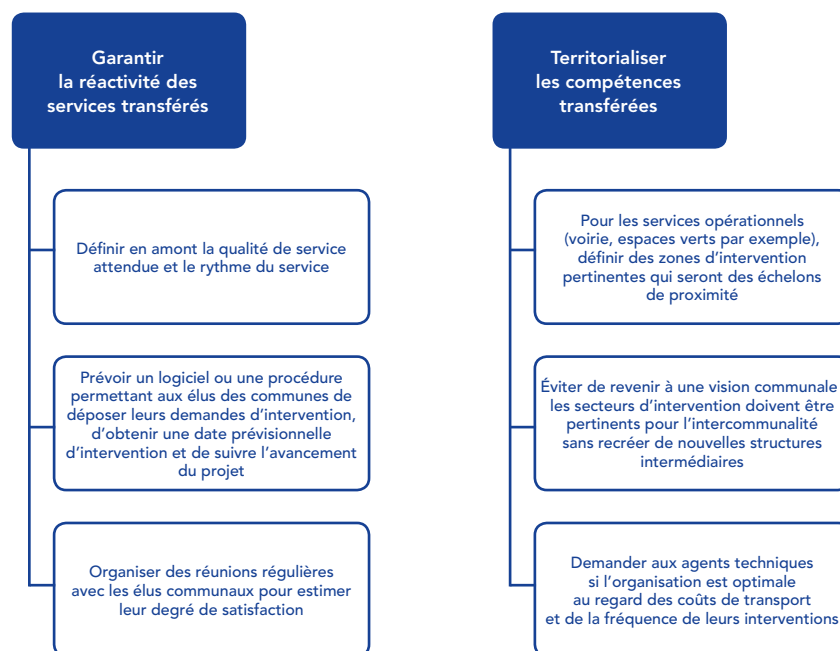 Garantir
la réactivité des
services transférés
Définir en amont la qualité de service
attendue et le rythme du service
Prévoir un logiciel ou une procédure
permettant aux élus des communes de
déposer leurs demandes d’intervention,
d’obtenir une date prévisionnelle
d’intervention et de suivre l’avancement
du projet
Organiser des réunions régulières
avec les élus communaux pour estimer
leur degré de satisfaction
Territorialiser
les compétences
transférées
Pour les services opérationnels
(voirie, espaces verts par exemple),
définir des zones d’intervention
pertinentes qui seront des échelons
de proximité
Éviter de revenir à une vision communale
les secteurs d’intervention doivent être
pertinents pour l’intercommunalité
sans recréer de nouvelles structures
intermédiaires
Demander aux agents techniques
si l’organisation est optimale
au regard des coûts de transport
et de la fréquence de leurs interventions